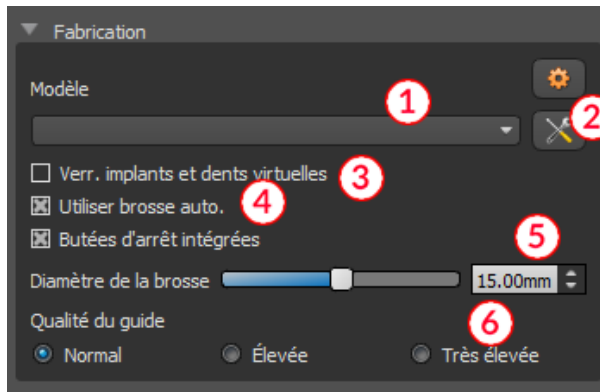 Fabrication
Modèle
1
2
Verr. implants et dents virtuelles 3
Utiliser brosse auto. 4
Butées d'arrêt intégrées
5
Diamètre de la brosse 15.00mm
Qualité du guide 6
Normal Élevée Très élevée